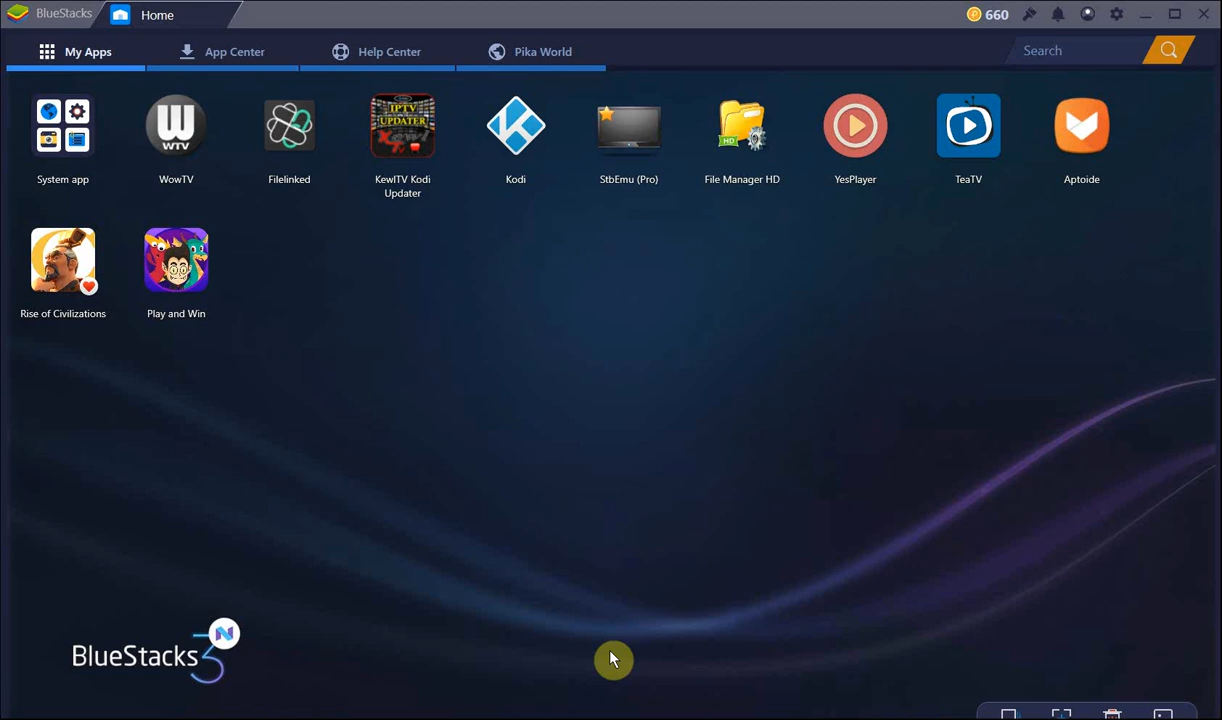 BlueStacks
Home
660
My Apps
App Center
Help Center
Pika World
Search
W
WTV
IPTV
UPDATER
HD
System app
WowTV
Filelinked
KewlTV Kodi
Updater
Kodi
StbEmu (Pro)
File Manager HD
YesPlayer
TeaTV
Aptoide
Rise of Civilizations
Play and Win
BlueStacks 3
N